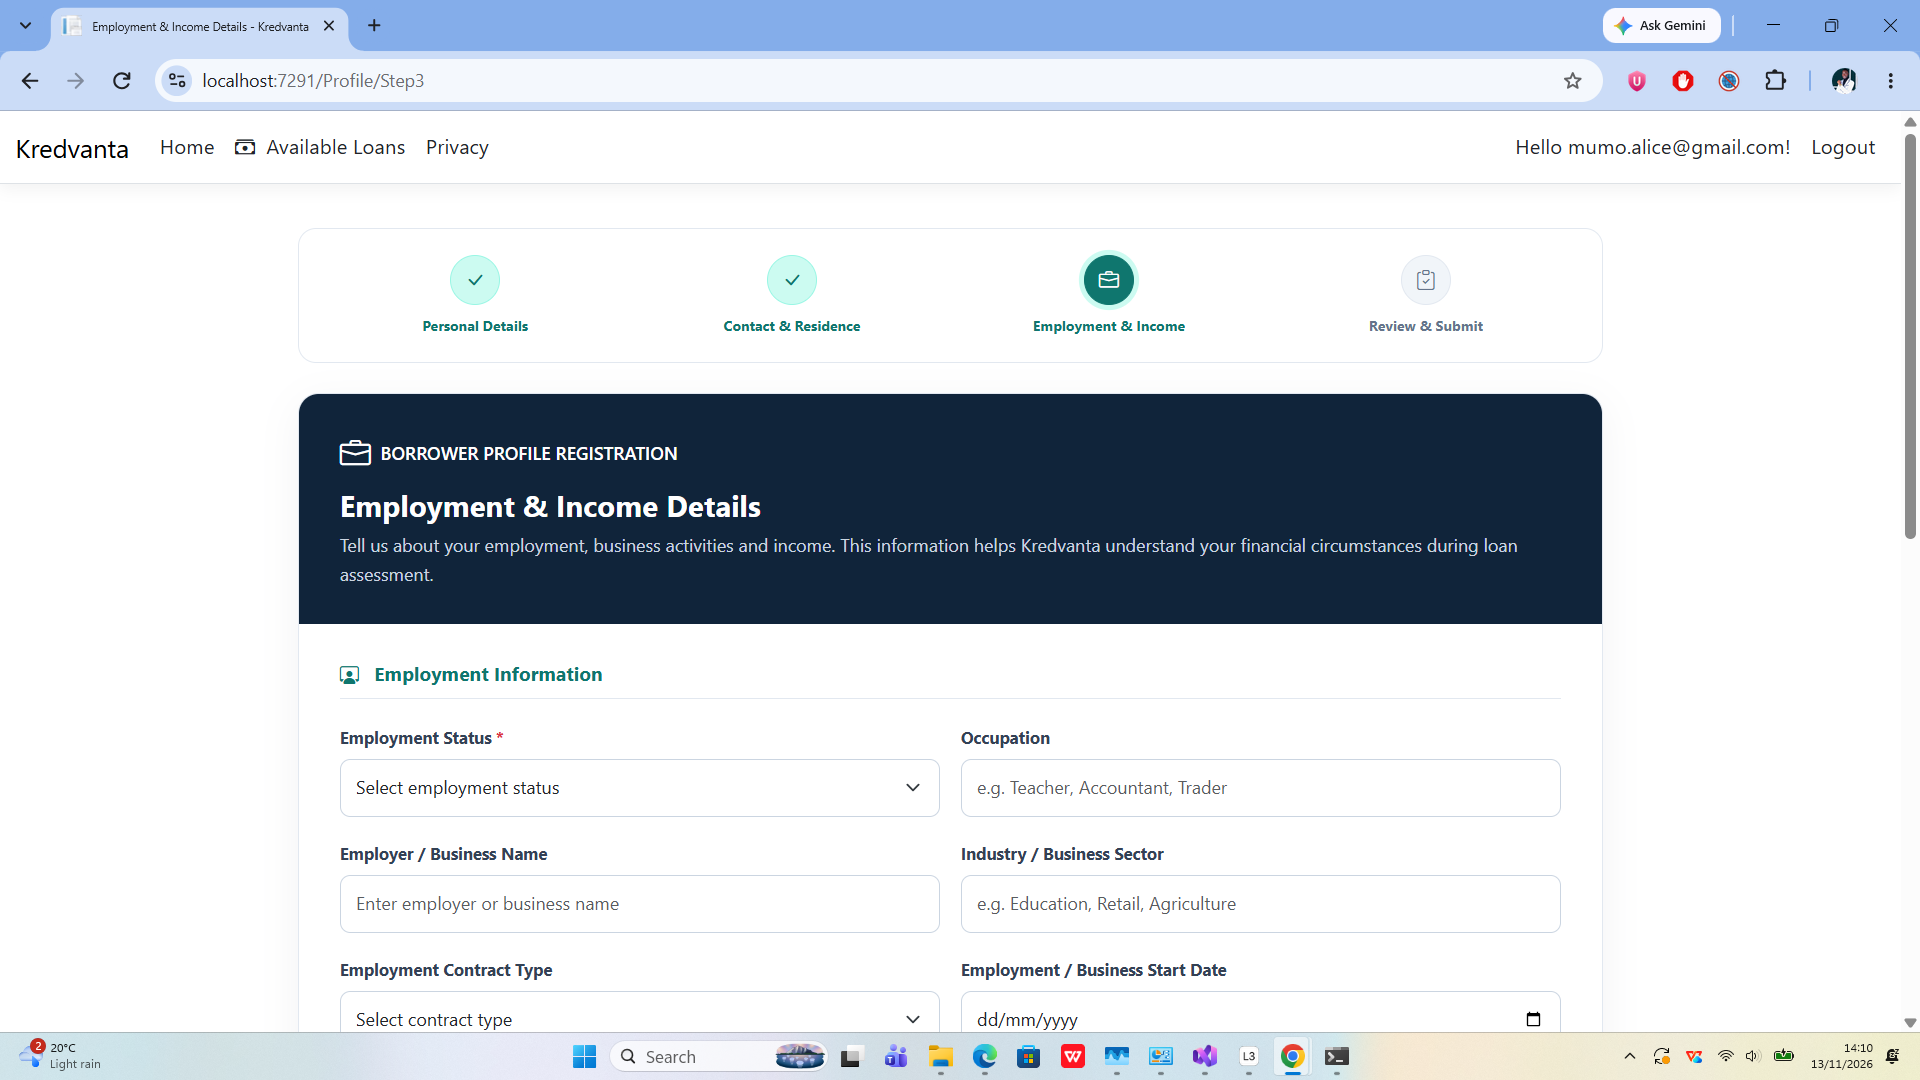 Employment & Income Details - Kredvanta
Ask Gemini
localhost:7291/Profile/Step3
Kredvanta
Home
Available Loans
Privacy
Hello mumo.alice@gmail.com!
Logout
Personal Details
Contact & Residence
Employment & Income
Review & Submit
BORROWER PROFILE REGISTRATION
Employment & Income Details
Tell us about your employment, business activities and income. This information helps Kredvanta understand your financial circumstances during loan
assessment.
Employment Information
Employment Status *
Occupation
Select employment status
e.g. Teacher, Accountant, Trader
Employer / Business Name
Industry / Business Sector
Enter employer or business name
e.g. Education, Retail, Agriculture
Employment Contract Type
Employment / Business Start Date
Select contract type
dd/mm/yyyy
2
20°C
Light rain
Search
L3
14:10
13/11/2026